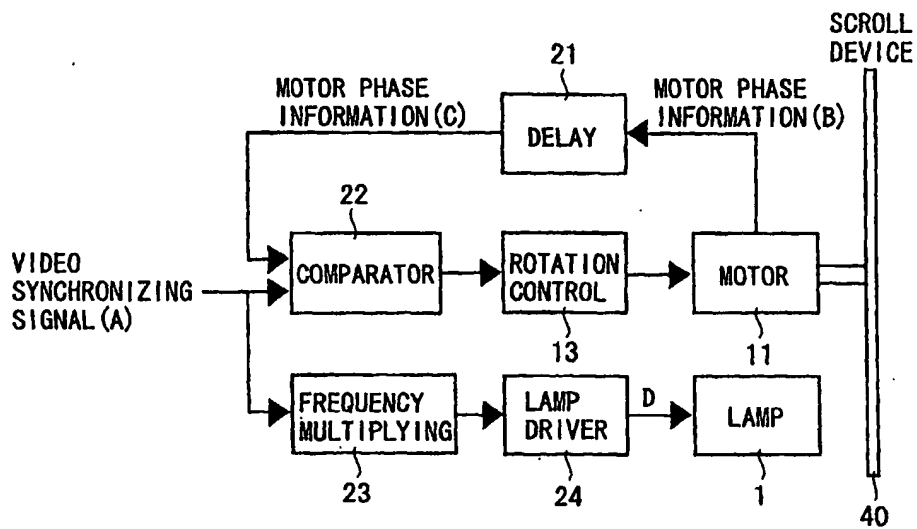 SCROLL
DEVICE
21
MOTOR PHASE
INFORMATION(C)
MOTOR PHASE
INFORMATION(B)
DELAY
22
VIDEO
SYNCHRONIZING
SIGNAL(A)
COMPARATOR
ROTATION
CONTROL
MOTOR
13
11
FREQUENCY
MULTIPLYING
LAMP
DRIVER
D
LAMP
23
24
1
40